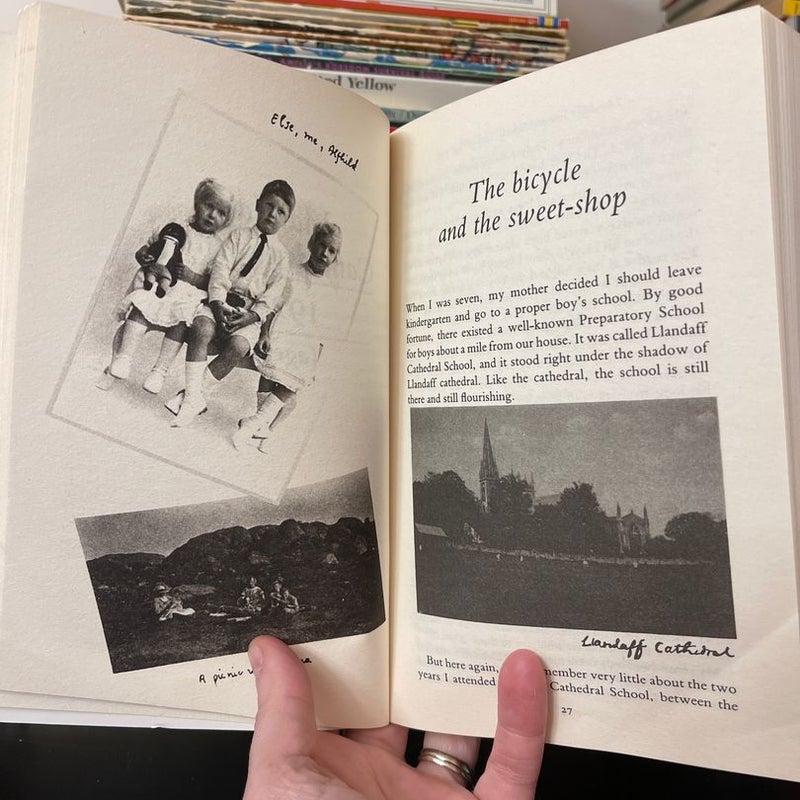 Yellow
Else, me, Alfhild
A picnic
The bicycle
and the sweet-shop
When I was seven, my mother decided I should leave
kindergarten and go to a proper boy's school. By good
fortune, there existed a well-known Preparatory School
for boys about a mile from our house. It was called Llandaff
Cathedral School, and it stood right under the shadow of
Llandaff cathedral. Like the cathedral, the school is still
there and still flourishing.
Llandaff Cathedral
But here again, member very little about the two
years I attended Cathedral School, between the
27